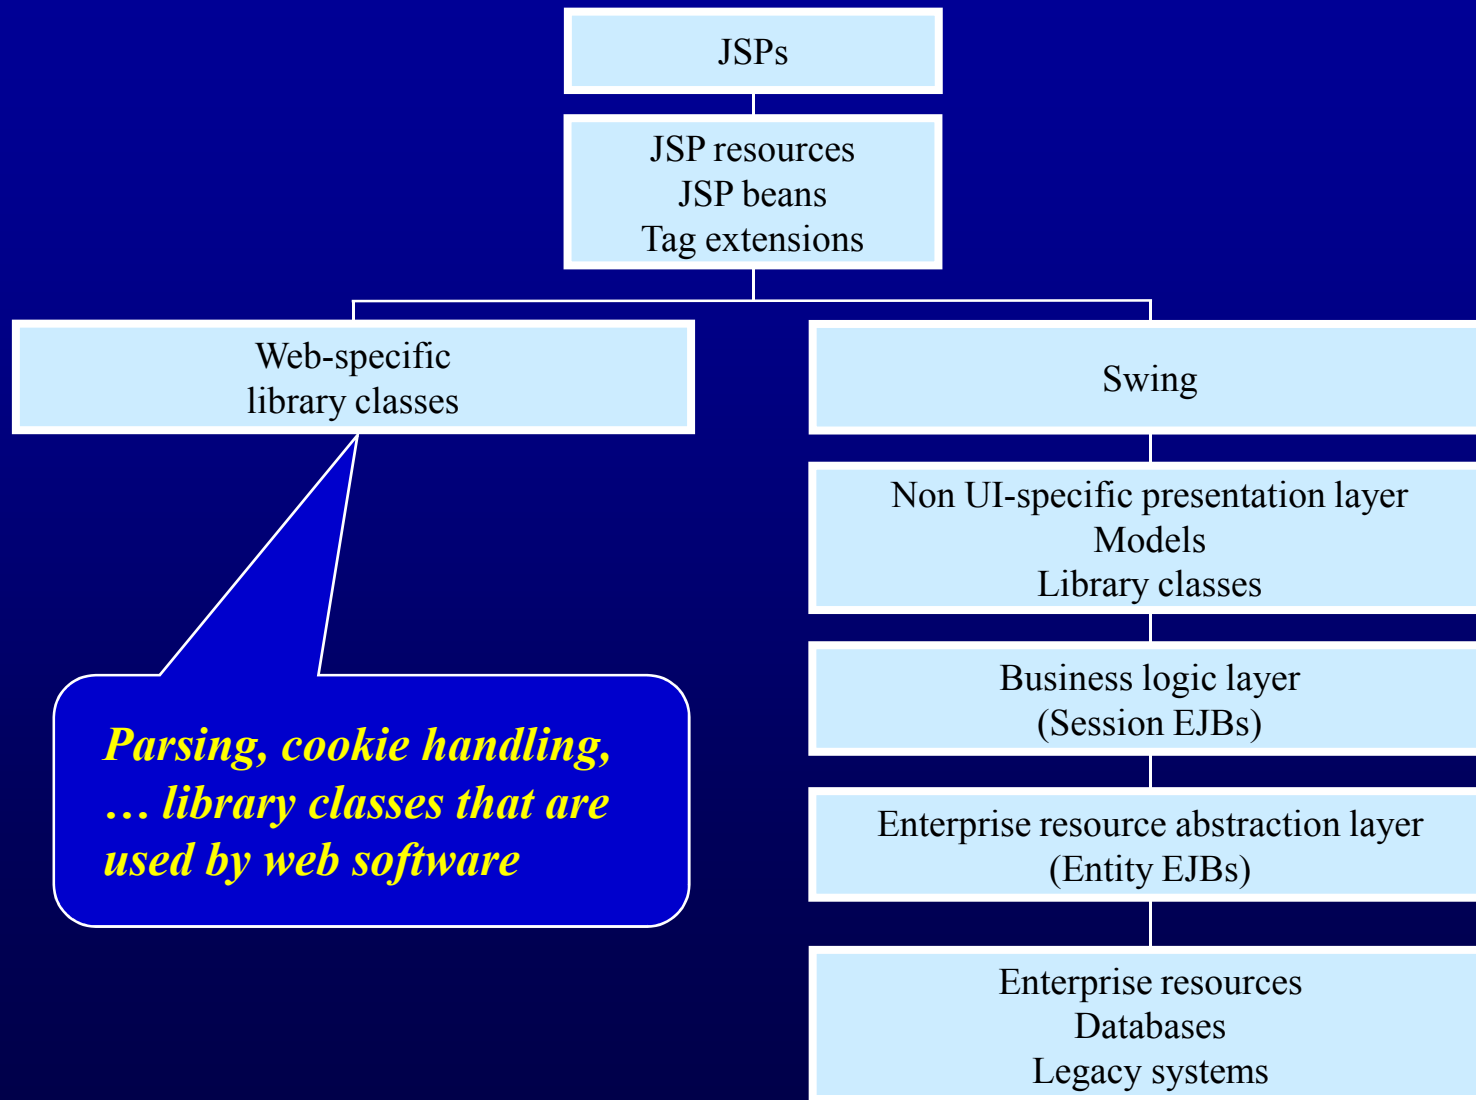 JSPs
JSP resources
JSP beans
Tag extensions
Web-specific
library classes
Swing
Non UI-specific presentation layer
Models
Library classes
Business logic layer
(Session EJBs)
Parsing, cookie handling,
… library classes that are
used by web software
Enterprise resource abstraction layer
(Entity EJBs)
Enterprise resources
Databases
Legacy systems